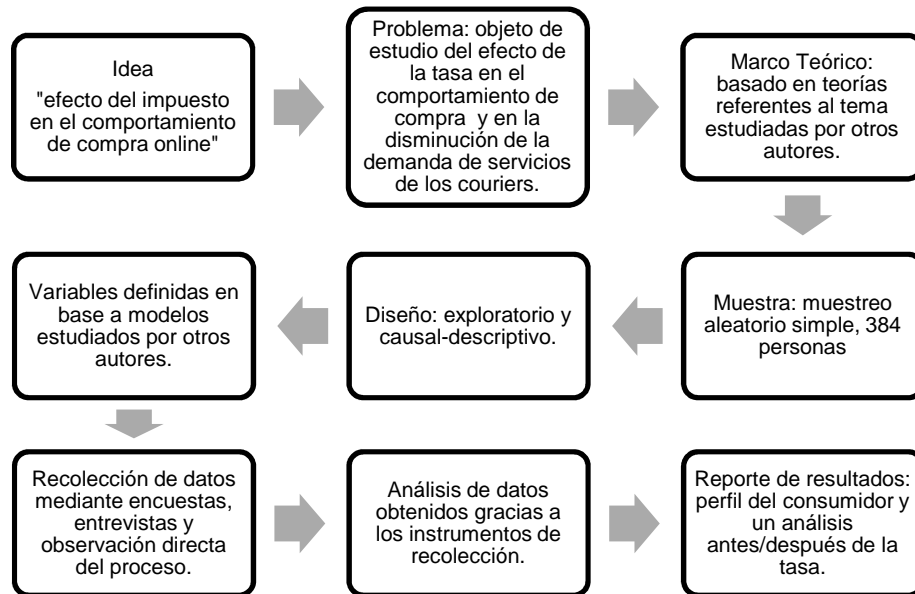 Idea
"efecto del impuesto
en el comportamiento
de compra online"
Problema: objeto de
estudio del efecto de
la tasa en el
comportamiento de
compra y en la
disminución de la
demanda de servicios
de los couriers.
Marco Teórico:
basado en teorías
referentes al tema
estudiadas por otros
autores.
Muestra: muestreo
aleatorio simple, 384
personas
Diseño: exploratorio y
causal-descriptivo.
Variables definidas en
base a modelos
estudiados por otros
autores.
Recolección de datos
mediante encuestas,
entrevistas y
observación directa
del proceso.
Análisis de datos
obtenidos gracias a
los instrumentos de
recolección.
Reporte de resultados:
perfil del consumidor y
un análisis
antes/después de la
tasa.